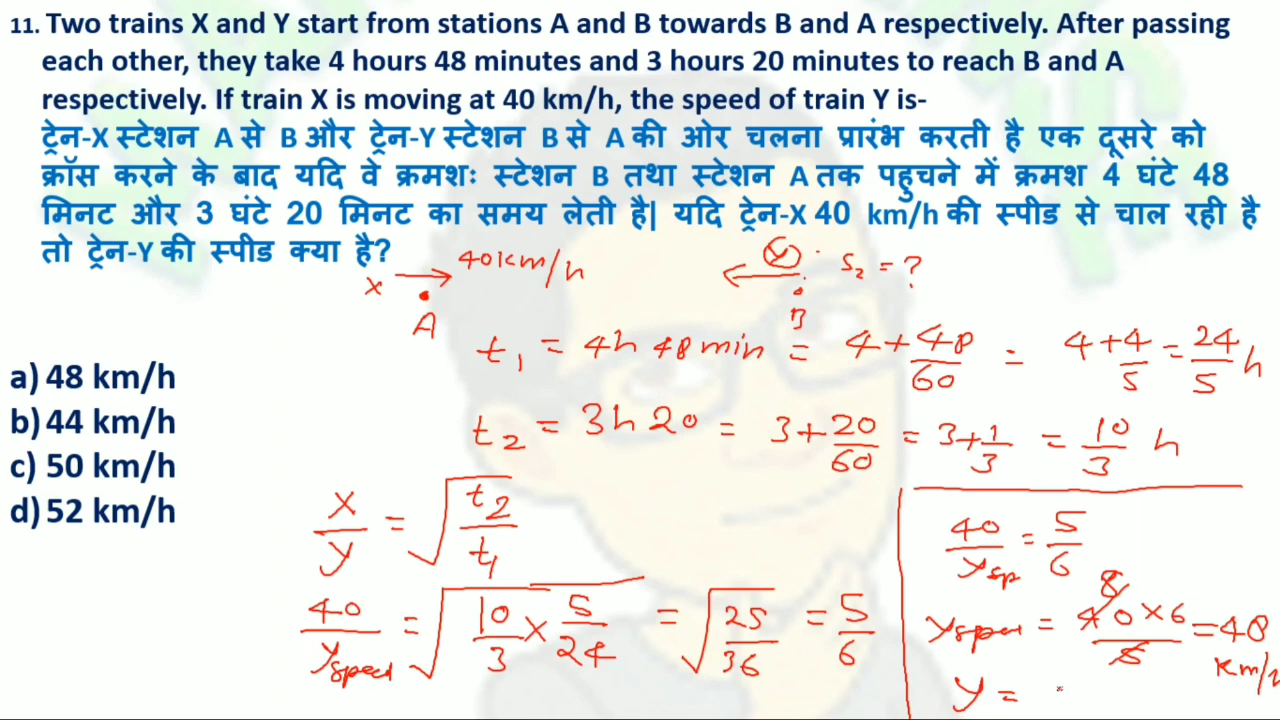 11. Two trains X and Y start from stations A and B towards B and A respectively. After passing
each other, they take 4 hours 48 minutes and 3 hours 20 minutes to reach B and A
respectively. If train X is moving at 40 km/h, the speed of train Y is-
ट्रेन-X स्टेशन A से B और ट्रेन-Y स्टेशन B से A की ओर चलना प्रारंभ करती है एक दूसरे को
क्रॉस करने के बाद यदि वे क्रमशः स्टेशन B तथा स्टेशन A तक पहुचने में क्रमश 4 घंटे 48
मिनट और 3 घंटे 20 मिनट का समय लेती है| यदि ट्रेन-X 40 km/h की स्पीड से चाल रही है
तो ट्रेन-Y की स्पीड क्या है?
X → 40km/h ← Y S2 = ?
A B
t1 = 4h 48 min = 4+48/60 = 4+4/5 = 24/5 h
a) 48 km/h
b) 44 km/h
t2 = 3h 20 = 3+20/60 = 3+1/3 = 10/3 h
c) 50 km/h
d) 52 km/h
X/y = √(t2/t1)
40/ysp = 5/6
40/yspeed = √(10/3 × 5/24) = √(25/36) = 5/6
= 8 40×6/5 = 48 km/
y =